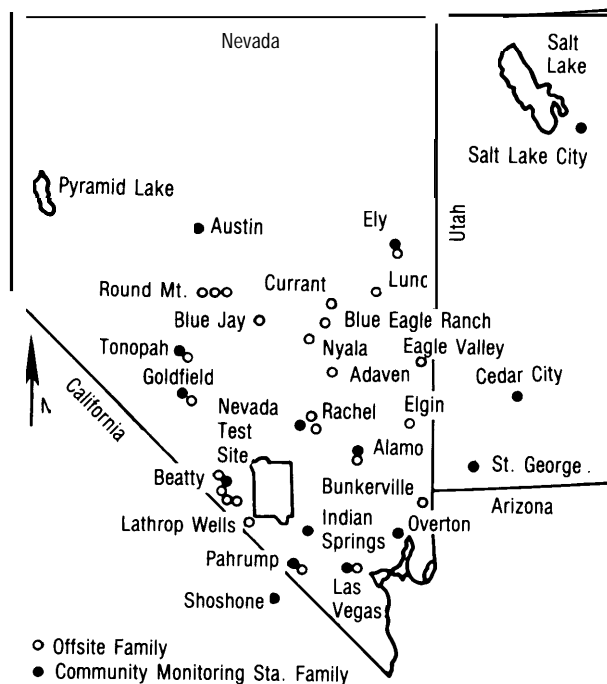 Nevada
Salt
Lake
Salt Lake City
Pyramid Lake
Austin
Ely
Utah
Currant
Lunc
Round Mt.
Blue Jay
Blue Eagle Ranch
Tonopah
Nyala
Eagle Valley
Goldfield
Adaven
Cedar City
California
Nevada
Test
Site
Rachel
Elgin
Alamo
Beatty
St. George
Bunkerville
Arizona
Lathrop Wells
Indian
Springs
Overton
Pahrump
Las
Vegas
Shoshone
Offsite Family
Community Monitoring Sta. Family